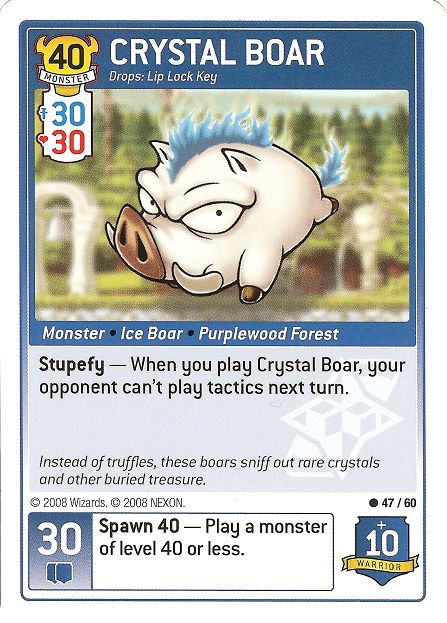 40
MONSTER
CRYSTAL BOAR
Drops: Lip Lock Key
30
30
Monster • Ice Boar • Purplewood Forest
Stupefy — When you play Crystal Boar, your
opponent can't play tactics next turn.
Instead of truffles, these boars sniff out rare crystals
and other buried treasure.
© 2008 Wizards. © 2008 NEXON.
● 47 / 60
30
Spawn 40 — Play a monster
of level 40 or less.
+
10
WARRIOR